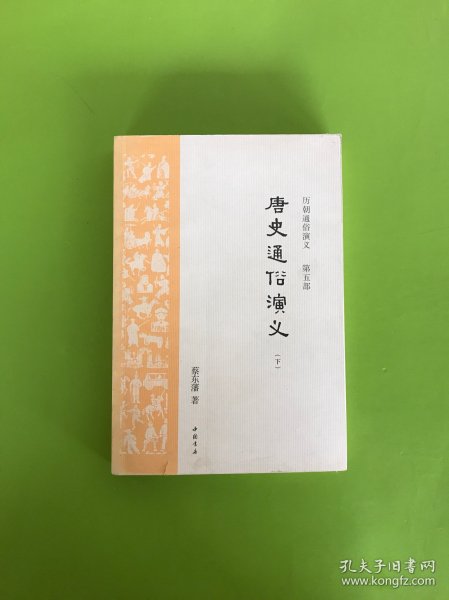 历朝通俗演义 第五部
唐史通俗演义
(下)
蔡东藩 著
中国书店
孔夫子旧书网
www.kongfz.com